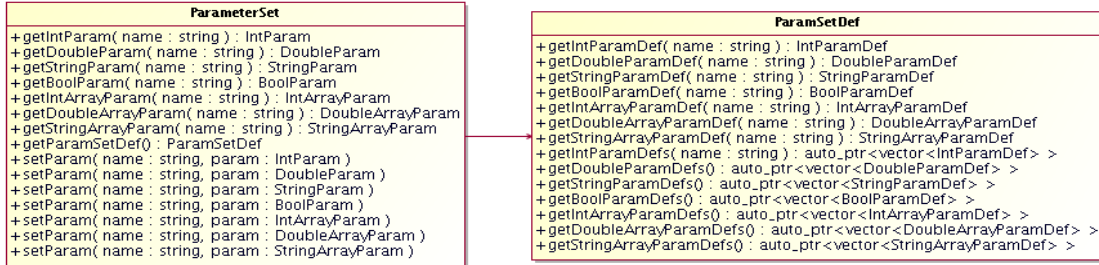 ParameterSet
+getIntParam( name : string ) : IntParam
+getDoubleParam( name : string ) : DoubleParam
+getStringParam( name : string ) : StringParam
+getBoolParam( name : string ) : BoolParam
+getIntArrayParam( name : string ) : IntArrayParam
+getDoubleArrayParam( name : string ) : DoubleArrayParam
+getStringArrayParam( name : string ) : StringArrayParam
+getParamSetDef() : ParamSetDef
+setParam( name : string, param : IntParam )
+setParam( name : string, param : DoubleParam )
+setParam( name : string, param : StringParam )
+setParam( name : string, param : BoolParam )
+setParam( name : string, param : IntArrayParam )
+setParam( name : string, param : DoubleArrayParam )
+setParam( name : string, param : StringArrayParam )
ParamSetDef
+getIntParamDef( name : string ) : IntParamDef
+getDoubleParamDef( name : string ) : DoubleParamDef
+getStringParamDef( name : string ) : StringParamDef
+getBoolParamDef( name : string ) : BoolParamDef
+getIntArrayParamDef( name : string ) : IntArrayParamDef
+getDoubleArrayParamDef( name : string ) : DoubleArrayParamDef
+getStringArrayParamDef( name : string ) : StringArrayParamDef
+getIntParamDefs( name : string ) : auto_ptr<vector<IntParamDef> >
+getDoubleParamDefs() : auto_ptr<vector<DoubleParamDef> >
+getStringParamDefs() : auto_ptr<vector<StringParamDef> >
+getBoolParamDefs() : auto_ptr<vector<BoolParamDef> >
+getIntArrayParamDefs() : auto_ptr<vector<IntArrayParamDef> >
+getDoubleArrayParamDefs() : auto_ptr<vector<DoubleArrayParamDef> >
+getStringArrayParamDefs() : auto_ptr<vector<StringArrayParamDef> >